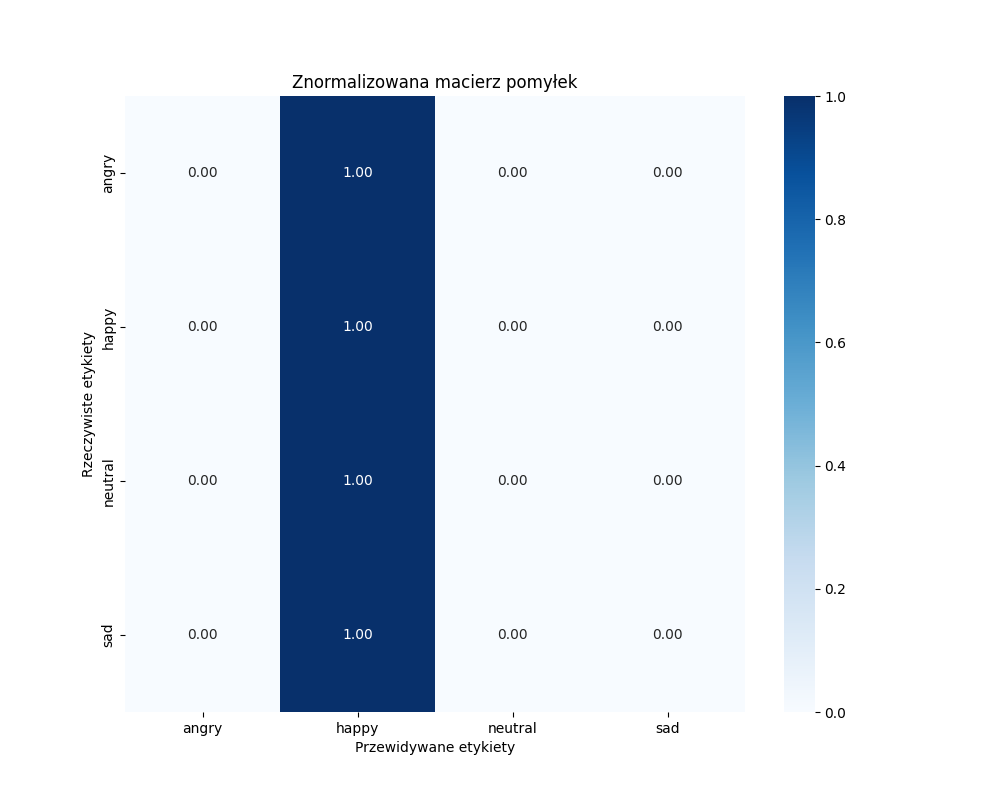 Znormalizowana macierz pomyłek
Rzeczywiste etykiety
angry 0.00 1.00 0.00 0.00
happy 0.00 1.00 0.00 0.00
neutral 0.00 1.00 0.00 0.00
sad 0.00 1.00 0.00 0.00
angry happy neutral sad
Przewidywane etykiety
1.0
0.8
0.6
0.4
0.2
0.0